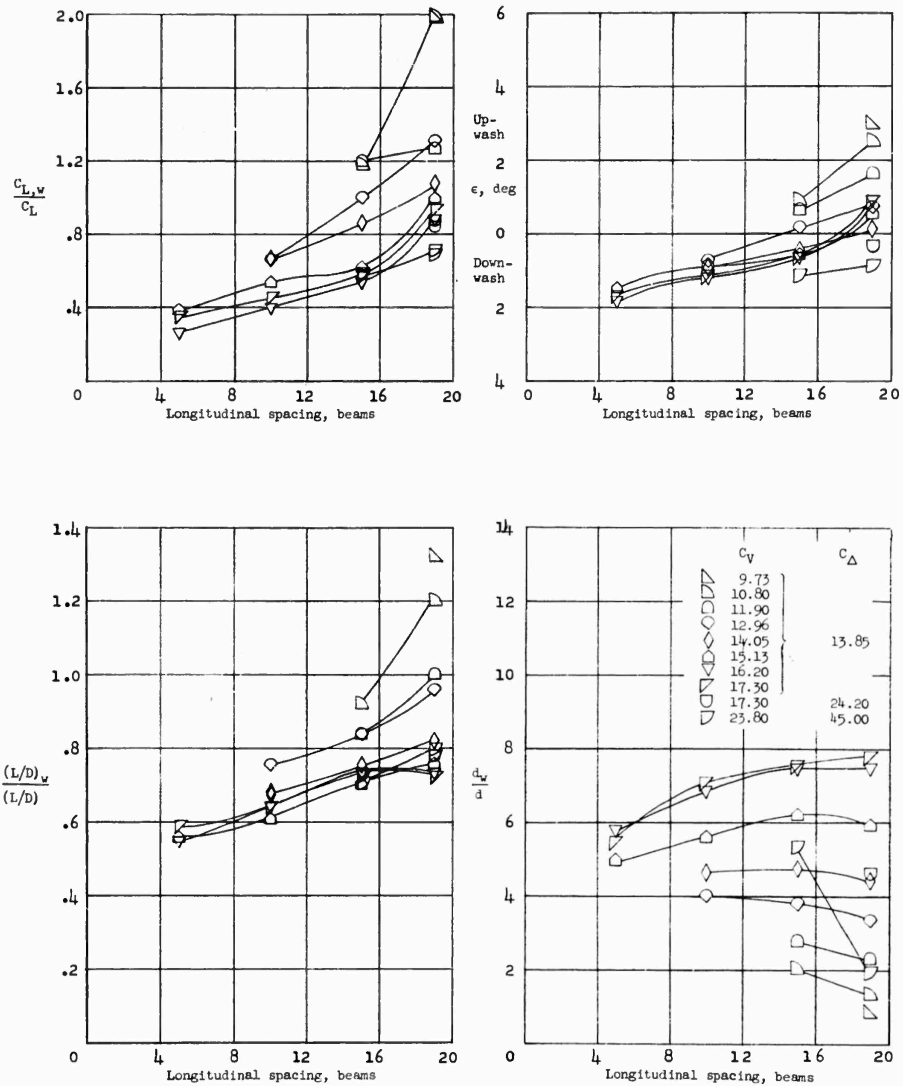 2.0
1.6
1.2
.8
.4
C_L,w
C_L
0 4 8 12 16 20
Longitudinal spacing, beams
6
4
Up-
wash
2
ε, deg
0
Down-
wash
2
4
0 4 8 12 16 20
Longitudinal spacing, beams
1.4
1.2
1.0
.8
(L/D)_w
(L/D)
.6
.4
.2
0 4 8 12 16 20
Longitudinal spacing, beams
14
12
10
8
d_w
d
6
4
2
0 4 8 12 16 20
Longitudinal spacing, beams
C_V C_Δ
9.73
10.80
11.90
12.96
14.05 13.85
15.13
16.20
17.30
17.30 24.20
23.80 45.00